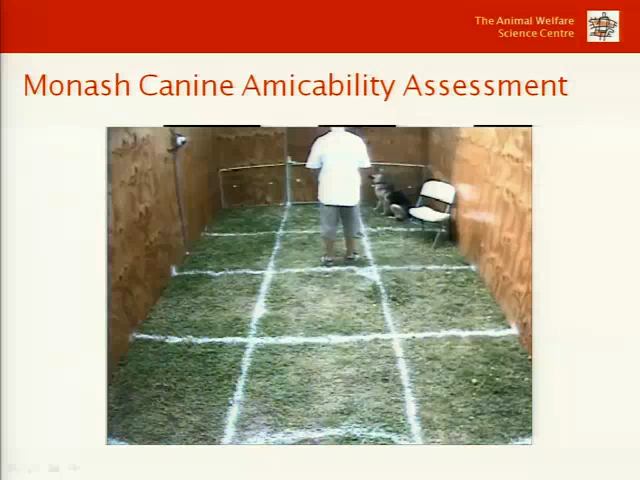 The Animal Welfare
Science Centre
Monash Canine Amicability Assessment